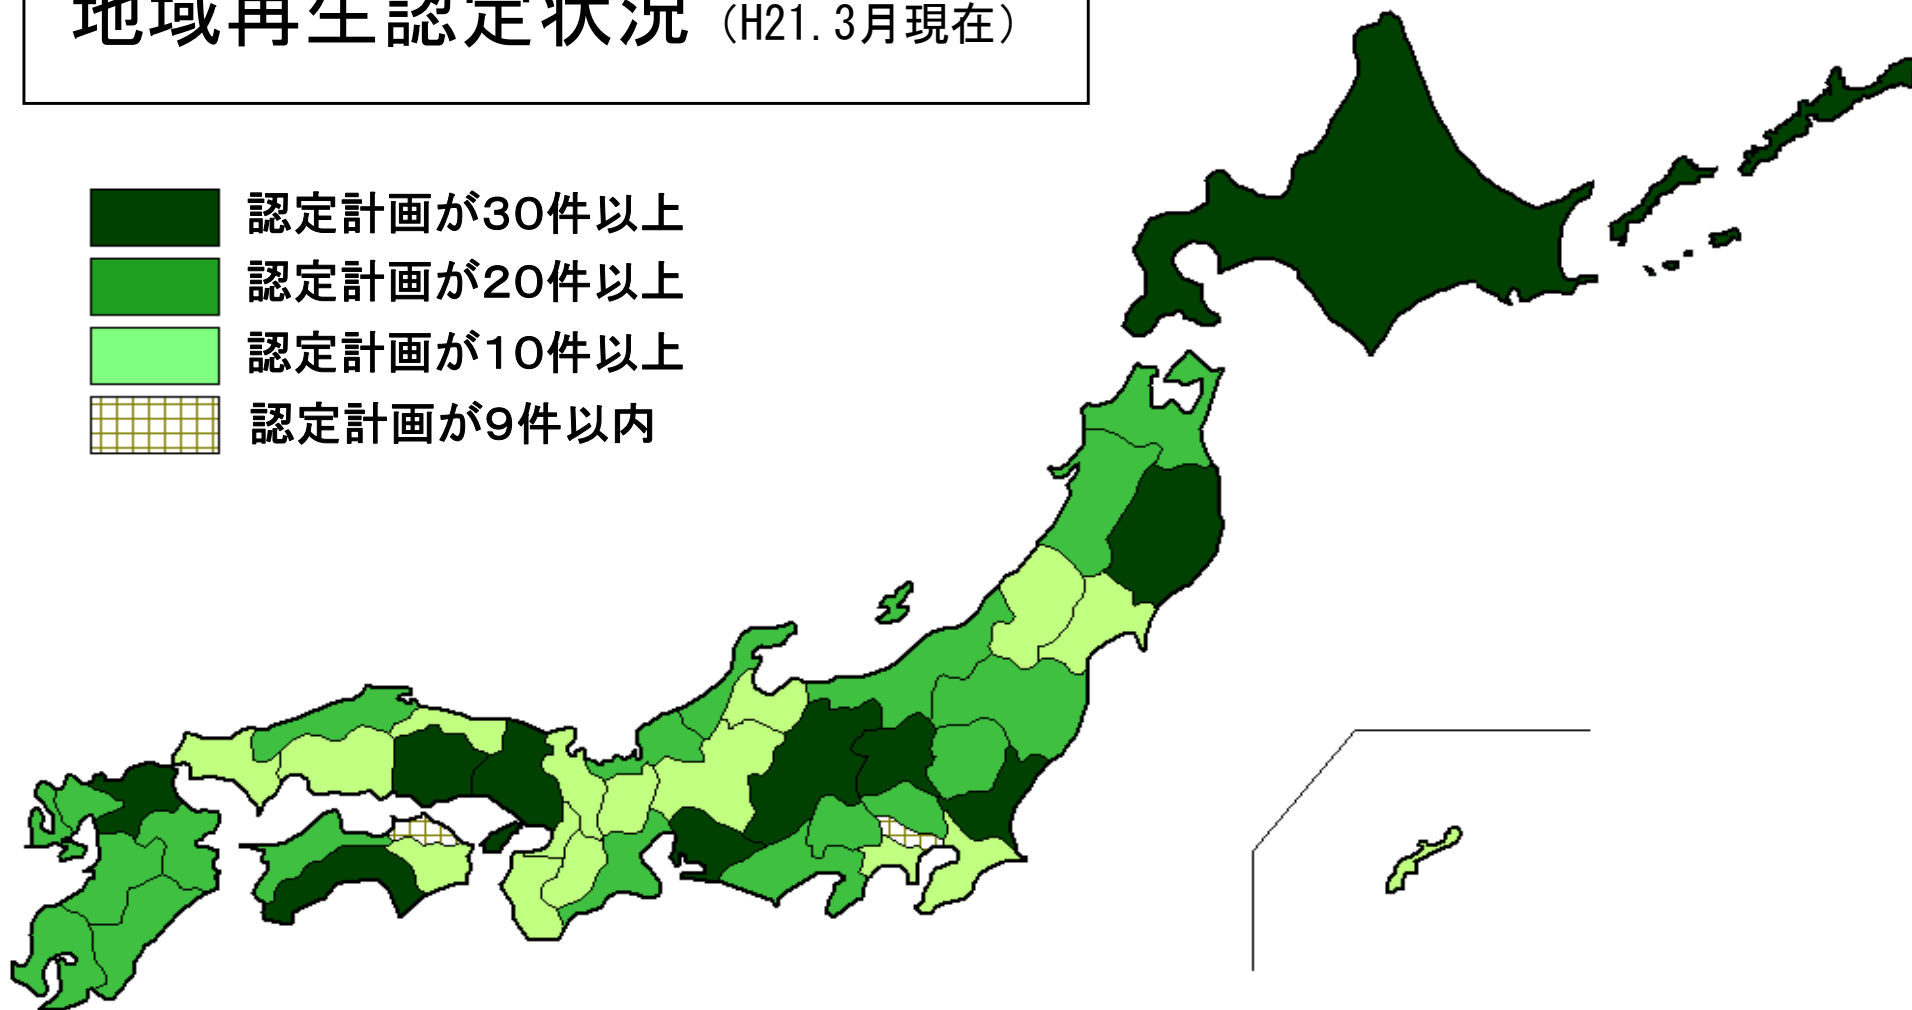 地域再生認定状況（H21.3月現在）
認定計画が30件以上
認定計画が20件以上
認定計画が10件以上
認定計画が9件以内